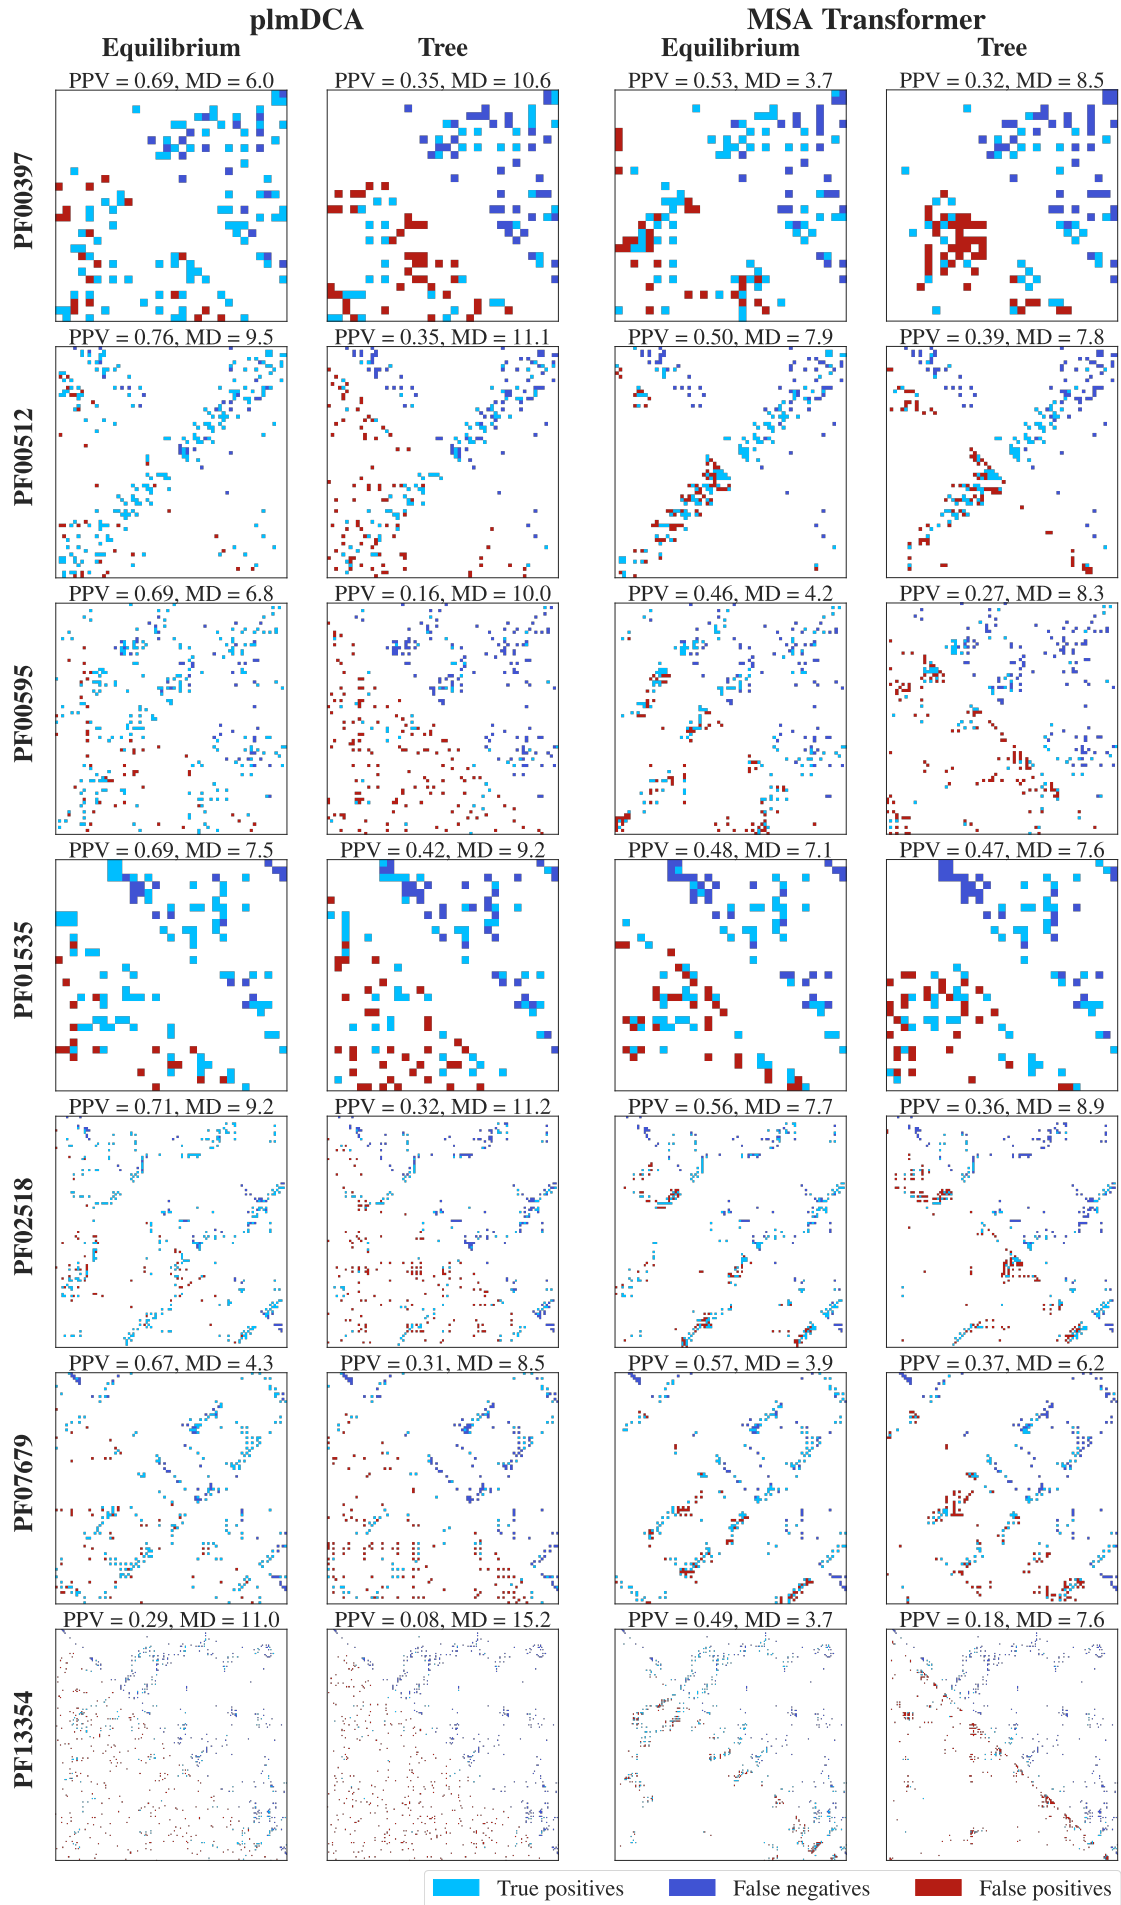 plmDCA MSA Transformer
Equilibrium Tree Equilibrium Tree
PPV = 0.69, MD = 6.0 PPV = 0.35, MD = 10.6 PPV = 0.53, MD = 3.7 PPV = 0.32, MD = 8.5
PF00397
PPV = 0.76, MD = 9.5 PPV = 0.35, MD = 11.1 PPV = 0.50, MD = 7.9 PPV = 0.39, MD = 7.8
PF00512
PPV = 0.69, MD = 6.8 PPV = 0.16, MD = 10.0 PPV = 0.46, MD = 4.2 PPV = 0.27, MD = 8.3
PF00595
PPV = 0.69, MD = 7.5 PPV = 0.42, MD = 9.2 PPV = 0.48, MD = 7.1 PPV = 0.47, MD = 7.6
PF01535
PPV = 0.71, MD = 9.2 PPV = 0.32, MD = 11.2 PPV = 0.56, MD = 7.7 PPV = 0.36, MD = 8.9
PF02518
PPV = 0.67, MD = 4.3 PPV = 0.31, MD = 8.5 PPV = 0.57, MD = 3.9 PPV = 0.37, MD = 6.2
PF07679
PPV = 0.29, MD = 11.0 PPV = 0.08, MD = 15.2 PPV = 0.49, MD = 3.7 PPV = 0.18, MD = 7.6
PF13354
True positives False negatives False positives